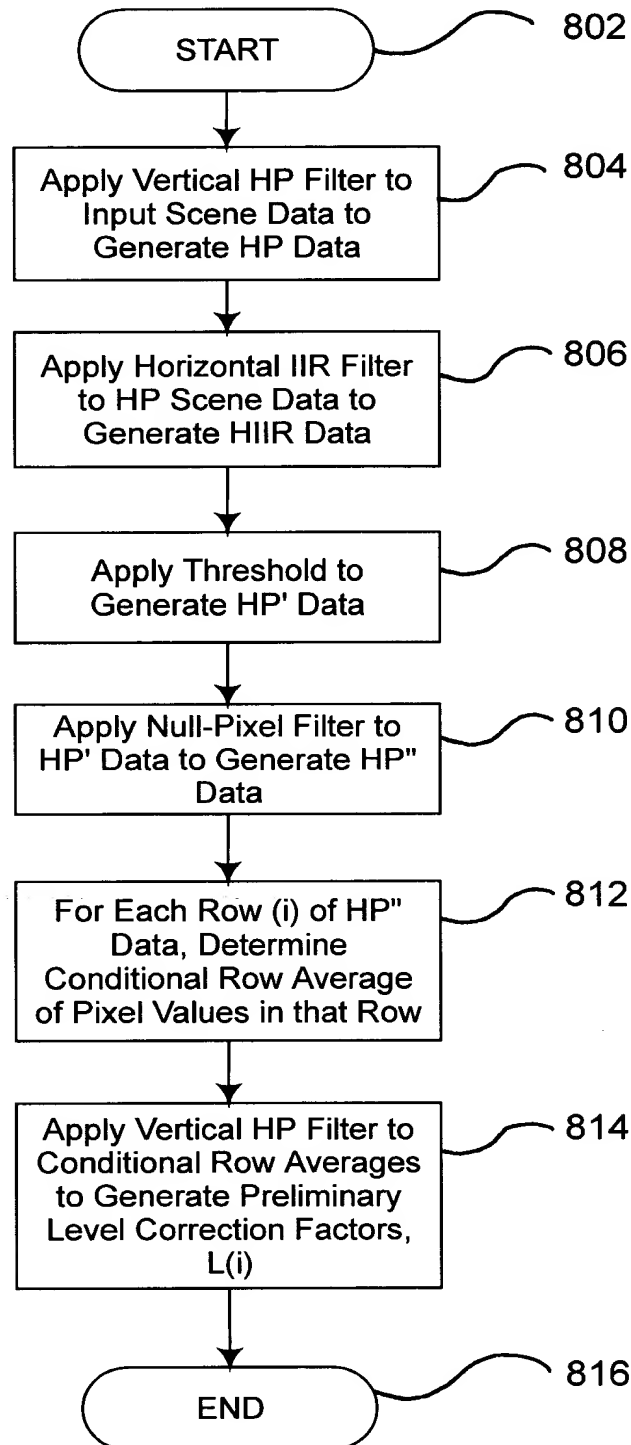 START
802
Apply Vertical HP Filter to
Input Scene Data to
Generate HP Data
804
Apply Horizontal IIR Filter
to HP Scene Data to
Generate HIIR Data
806
Apply Threshold to
Generate HP' Data
808
Apply Null-Pixel Filter to
HP' Data to Generate HP"
Data
810
For Each Row (i) of HP"
Data, Determine
Conditional Row Average
of Pixel Values in that Row
812
Apply Vertical HP Filter to
Conditional Row Averages
to Generate Preliminary
Level Correction Factors,
L(i)
814
END
816